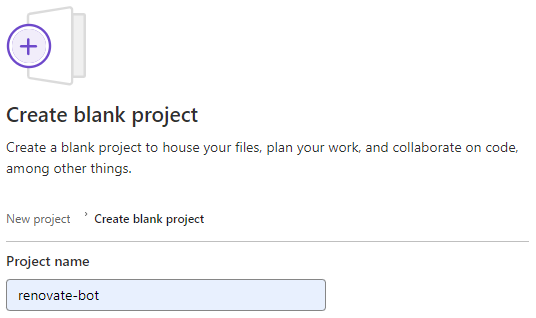 Create blank project
Create a blank project to house your files, plan your work, and collaborate on code,
among other things.
New project › Create blank project
Project name
renovate-bot